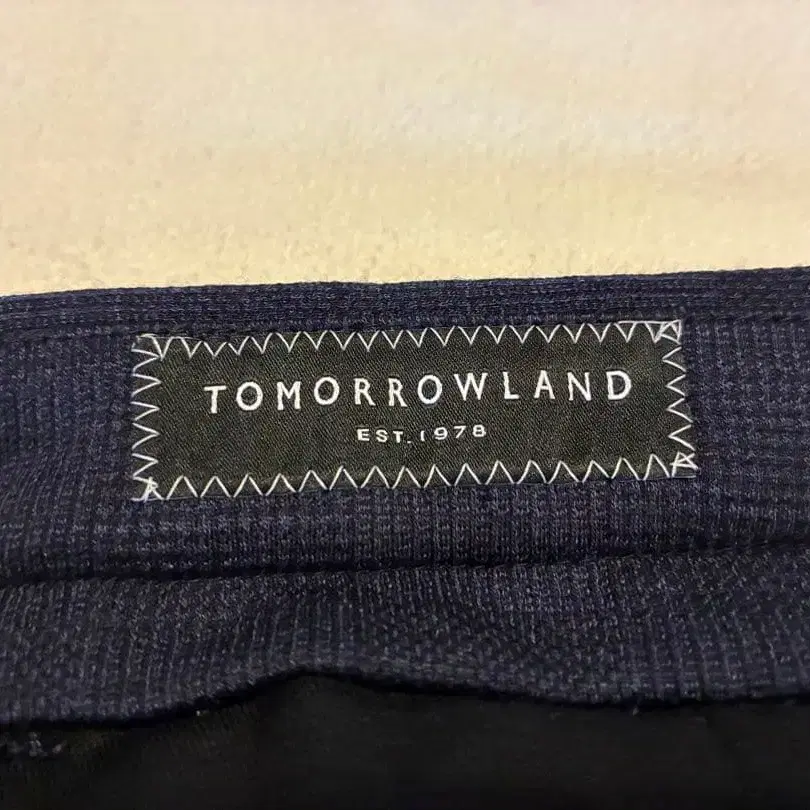 TOMORROWLAND
EST. 1978